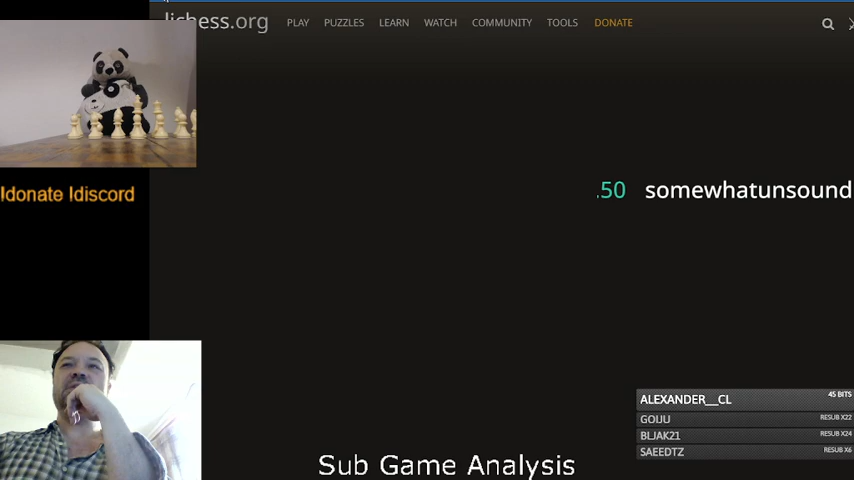 lichess.org PLAY PUZZLES LEARN WATCH COMMUNITY TOOLS DONATE
!donate !discord
.50 somewhatunsound
ALEXANDER__CL 45 BITS
GOIJU RESUB X22
BLJAK21 RESUB X24
SAEEDTZ RESUB X6
Sub Game Analysis